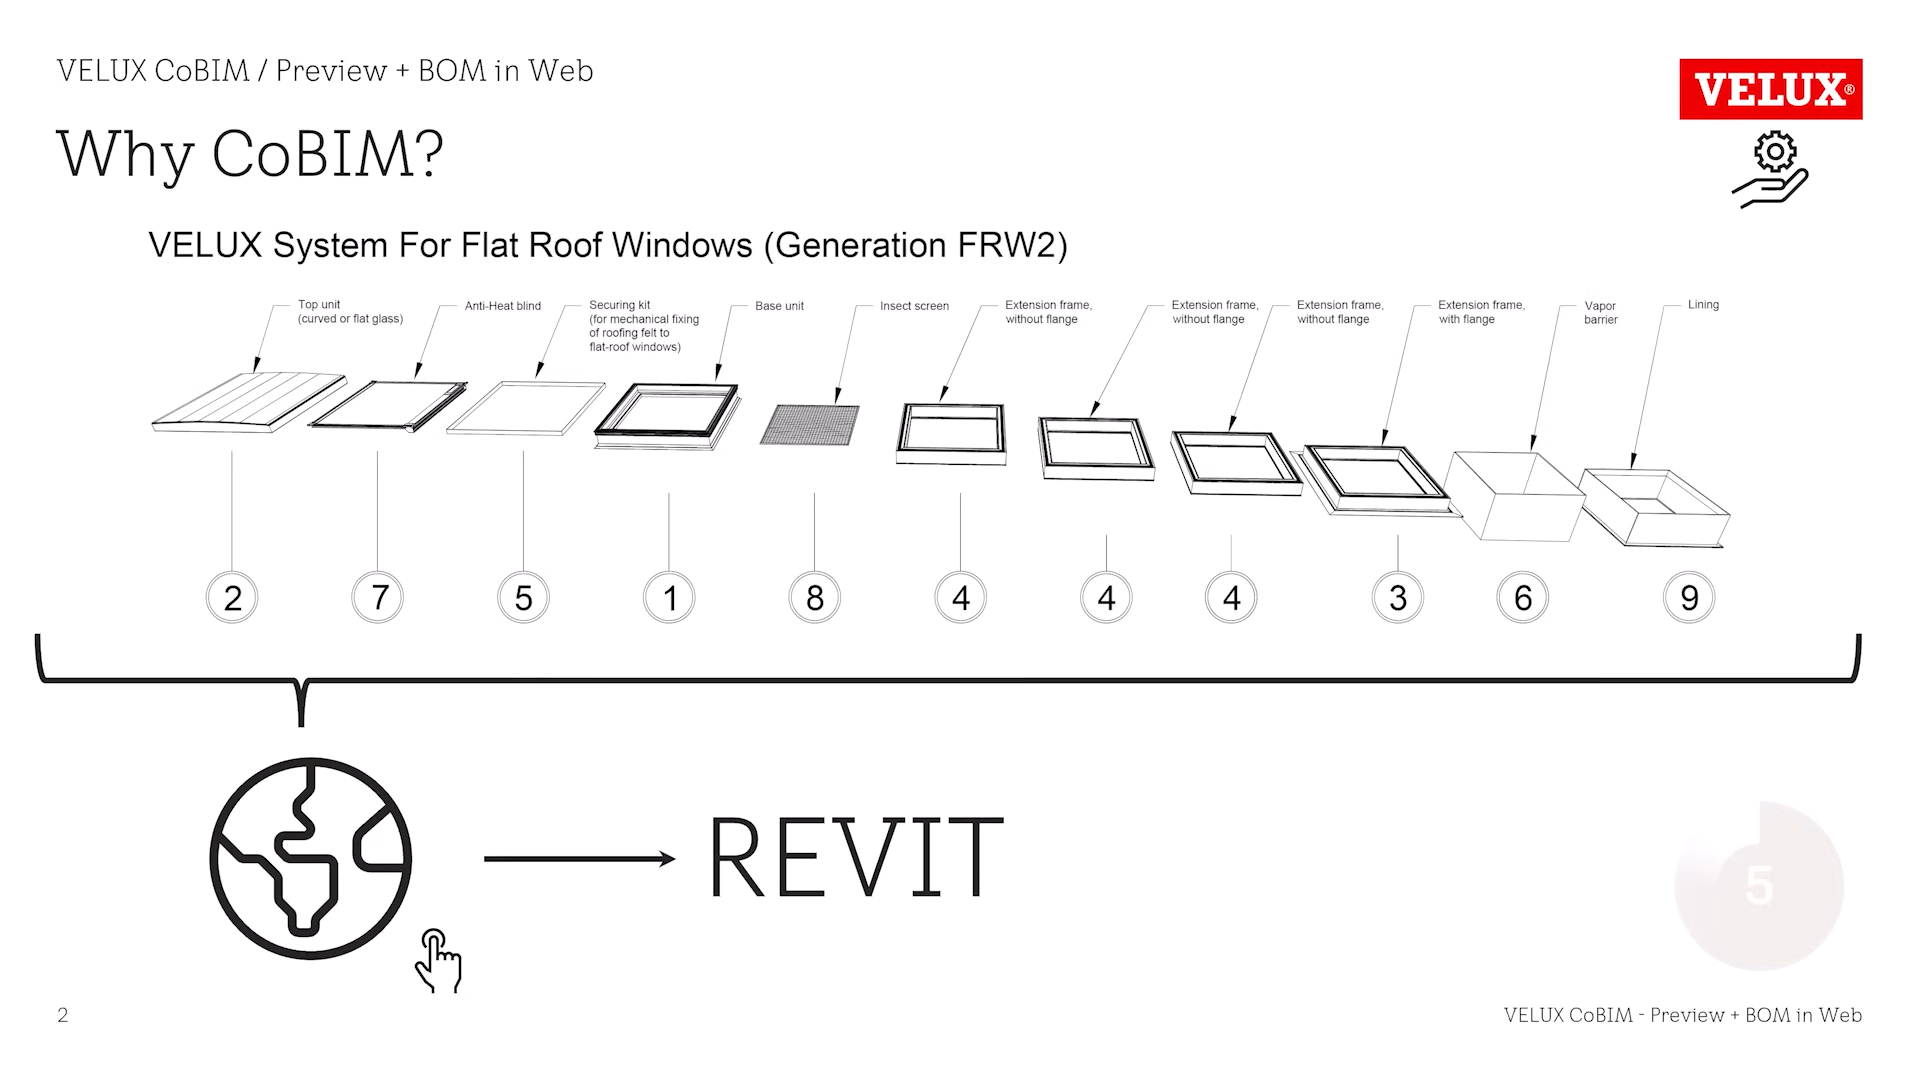 VELUX CoBIM / Preview + BOM in Web
VELUX®
Why CoBIM?
VELUX System For Flat Roof Windows (Generation FRW2)
Top unit
(curved or flat glass)
Anti-Heat blind
Securing kit
(for mechanical fixing
of roofing felt to
flat-roof windows)
Base unit
Insect screen
Extension frame,
without flange
Extension frame,
without flange
Extension frame,
without flange
Extension frame,
with flange
Vapor
barrier
Lining
2
7
5
1
8
4
4
4
3
6
9
REVIT
5
2
VELUX CoBIM - Preview + BOM in Web